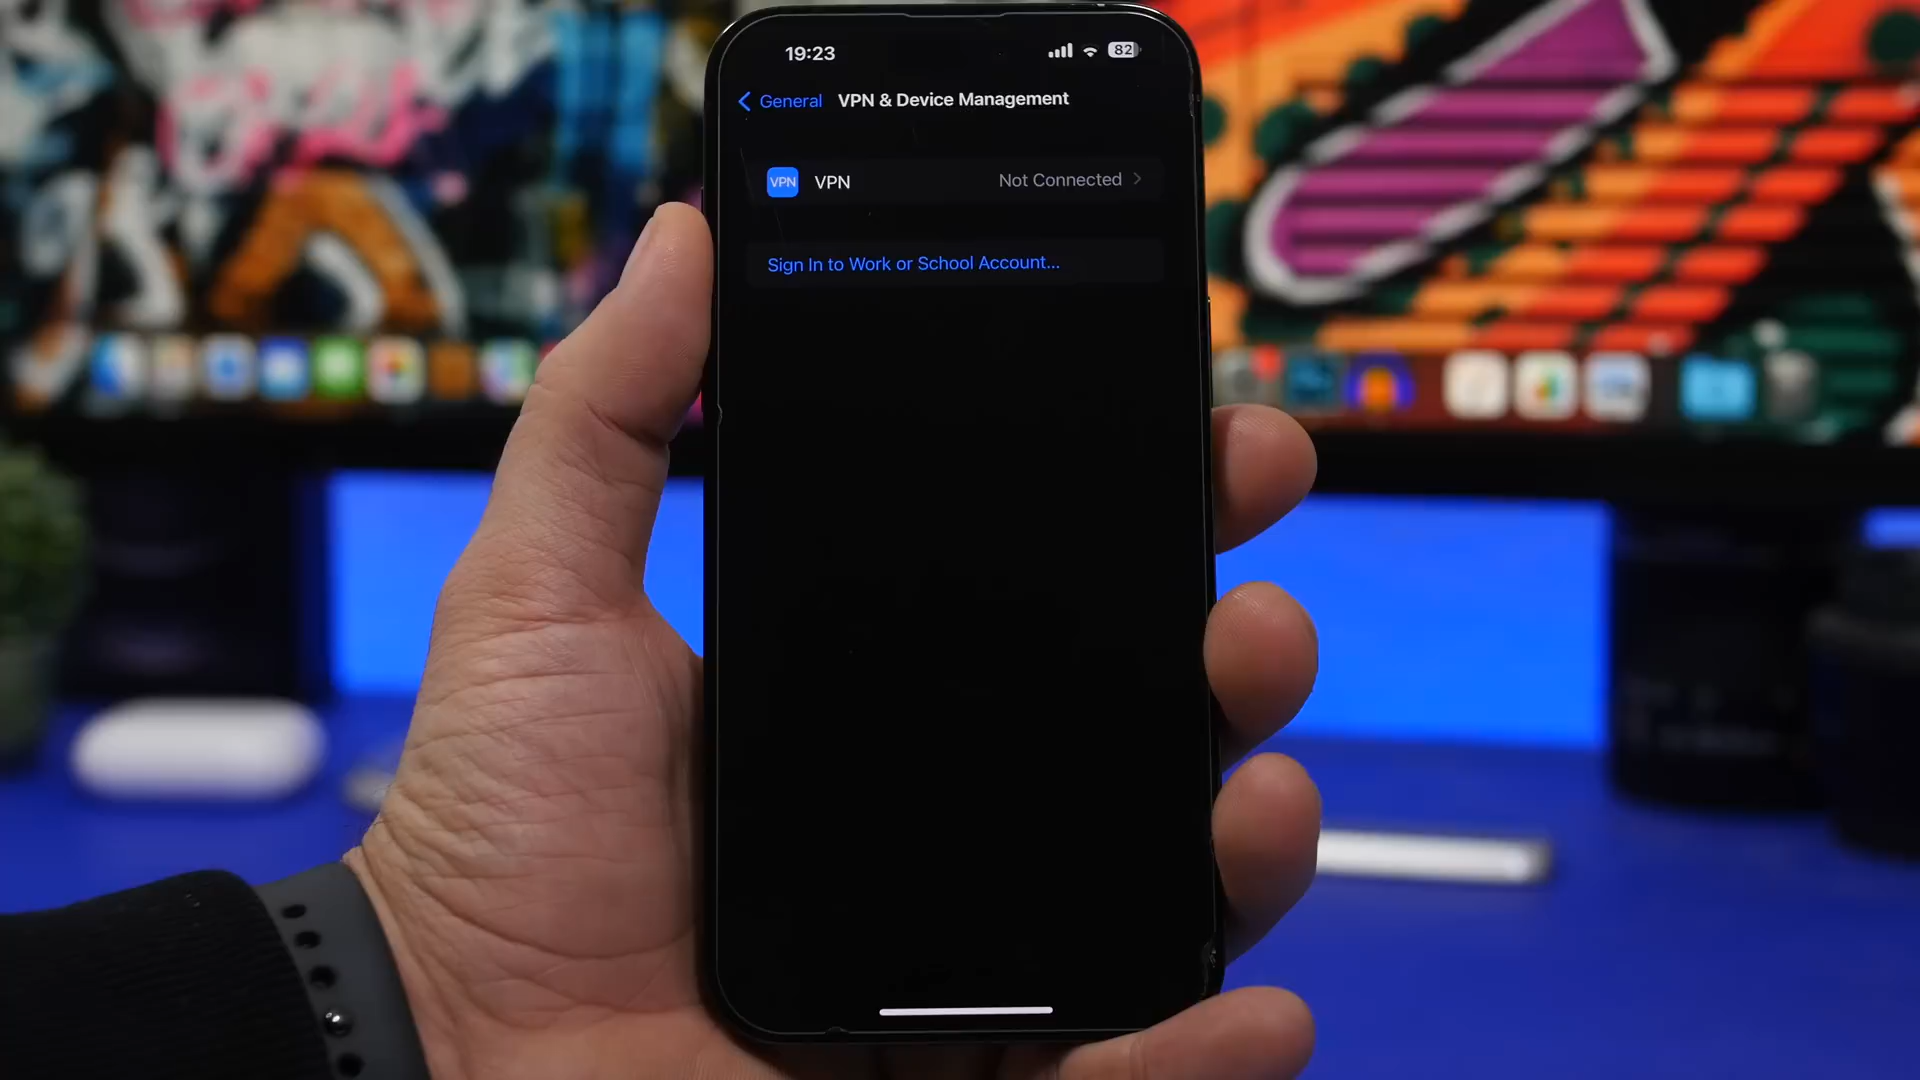 19:23
82
General
VPN & Device Management
VPN
VPN
Not Connected
Sign In to Work or School Account...